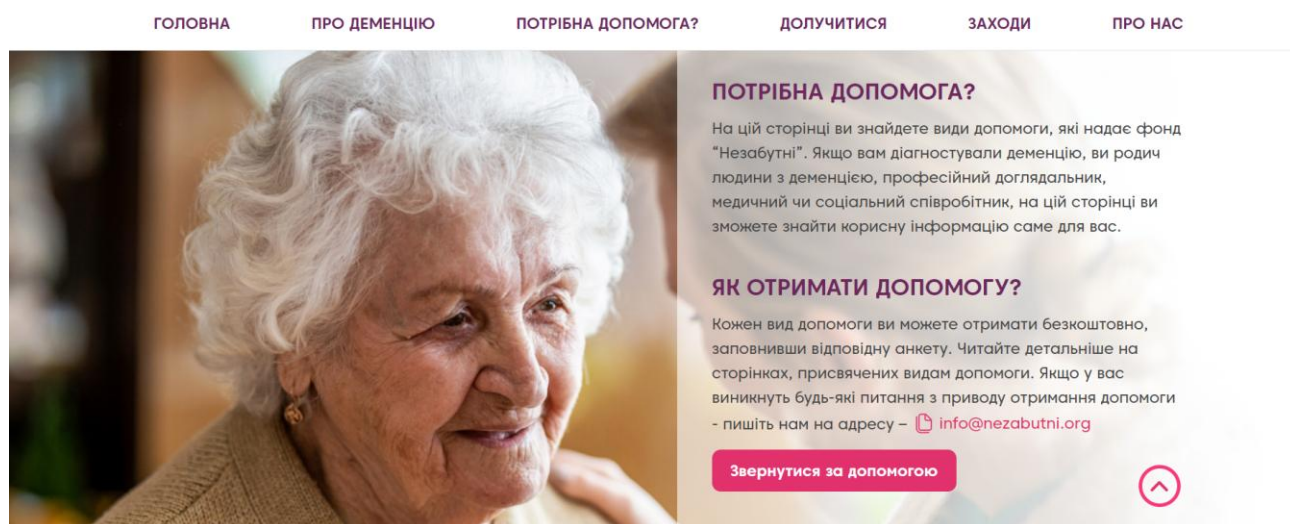 ГОЛОВНА ПРО ДЕМЕНЦІЮ ПОТРІБНА ДОПОМОГА? ДОЛУЧИТИСЯ ЗАХОДИ ПРО НАС
ПОТРІБНА ДОПОМОГА?
На цій сторінці ви знайдете види допомоги, які надає фонд
“Незабутні”. Якщо вам діагностували деменцію, ви родич
людини з деменцією, професійний доглядальник,
медичний чи соціальний співробітник, на цій сторінці ви
зможете знайти корисну інформацію саме для вас.
ЯК ОТРИМАТИ ДОПОМОГУ?
Кожен вид допомоги ви можете отримати безкоштовно,
заповнивши відповідну анкету. Читайте детальніше на
сторінках, присвячених видам допомоги. Якщо у вас
виникнуть будь-які питання з приводу отримання допомоги
- пишіть нам на адресу – info@nezabutni.org
Звернутися за допомогою